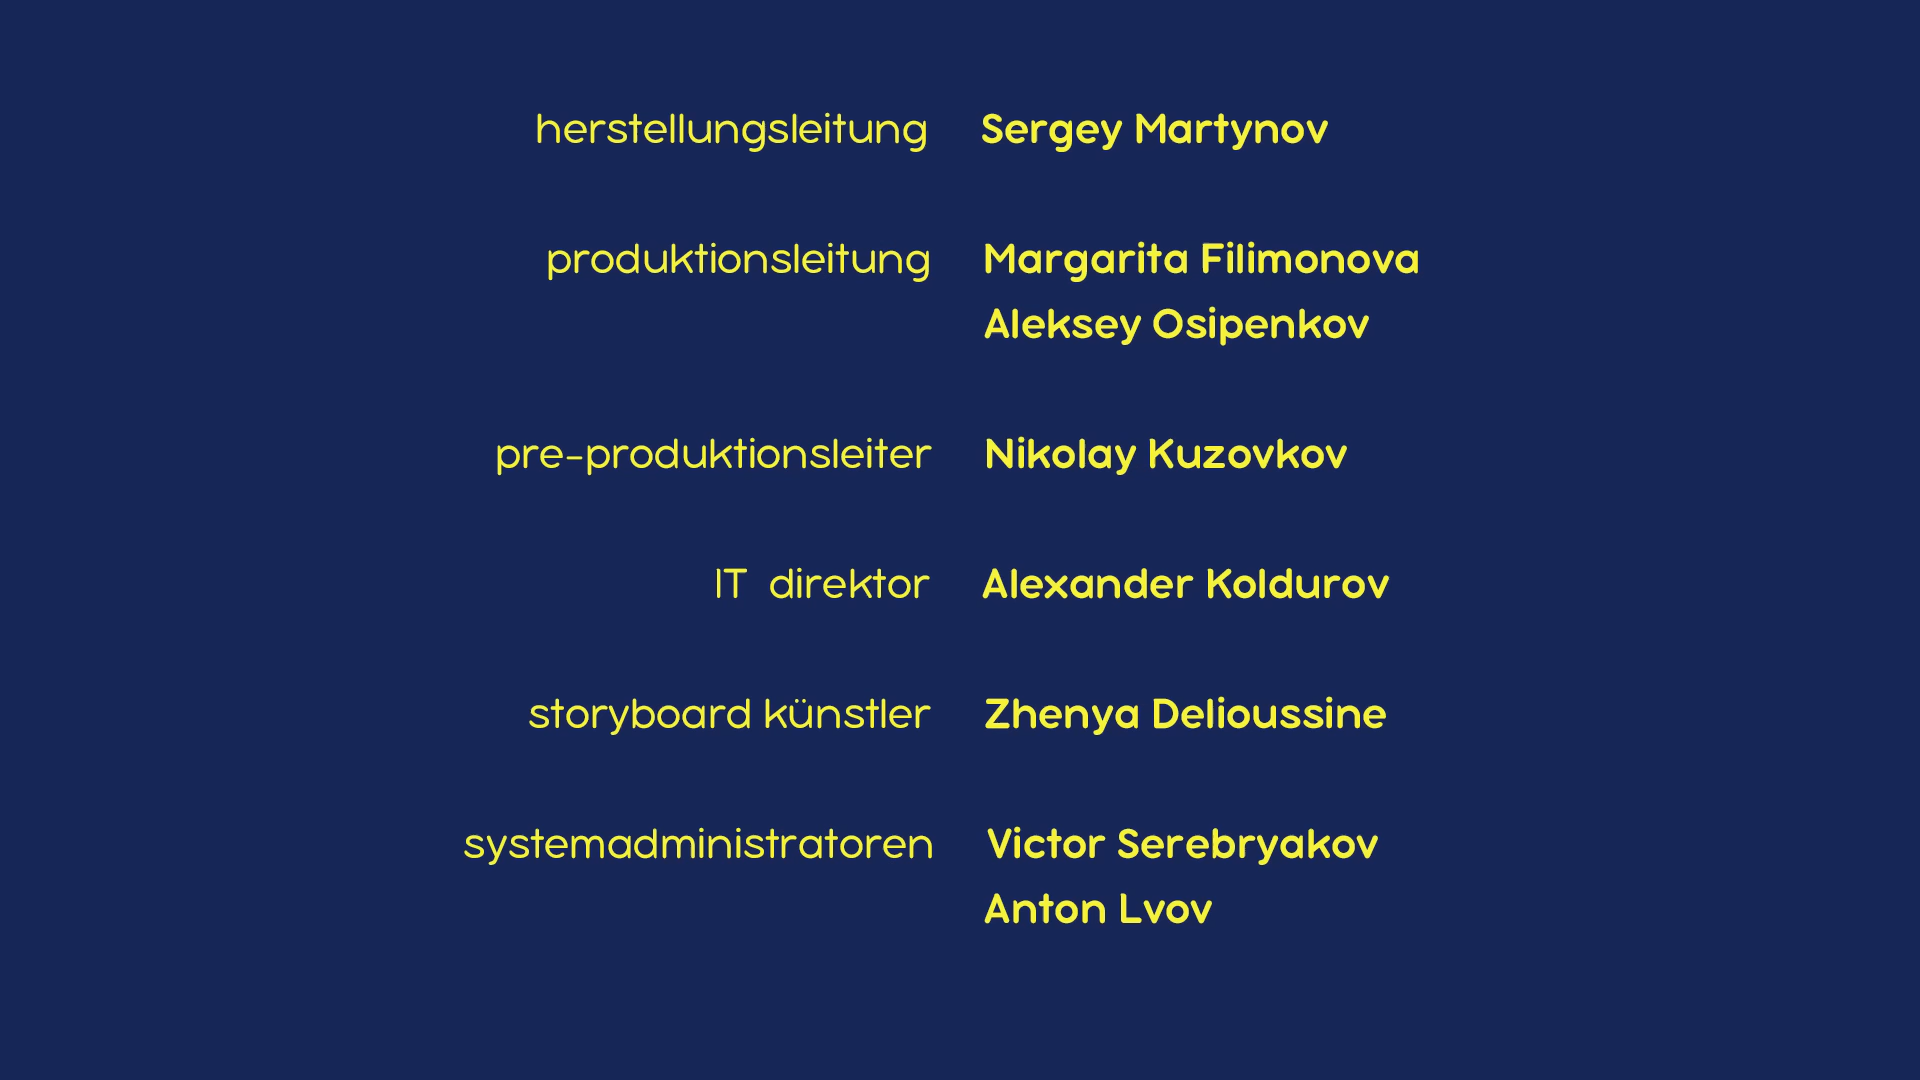 herstellungsleitung Sergey Martynov
produktionsleitung Margarita Filimonova
Aleksey Osipenkov
pre-produktionsleiter Nikolay Kuzovkov
IT direktor Alexander Koldurov
storyboard künstler Zhenya Delioussine
systemadministratoren Victor Serebryakov
Anton Lvov